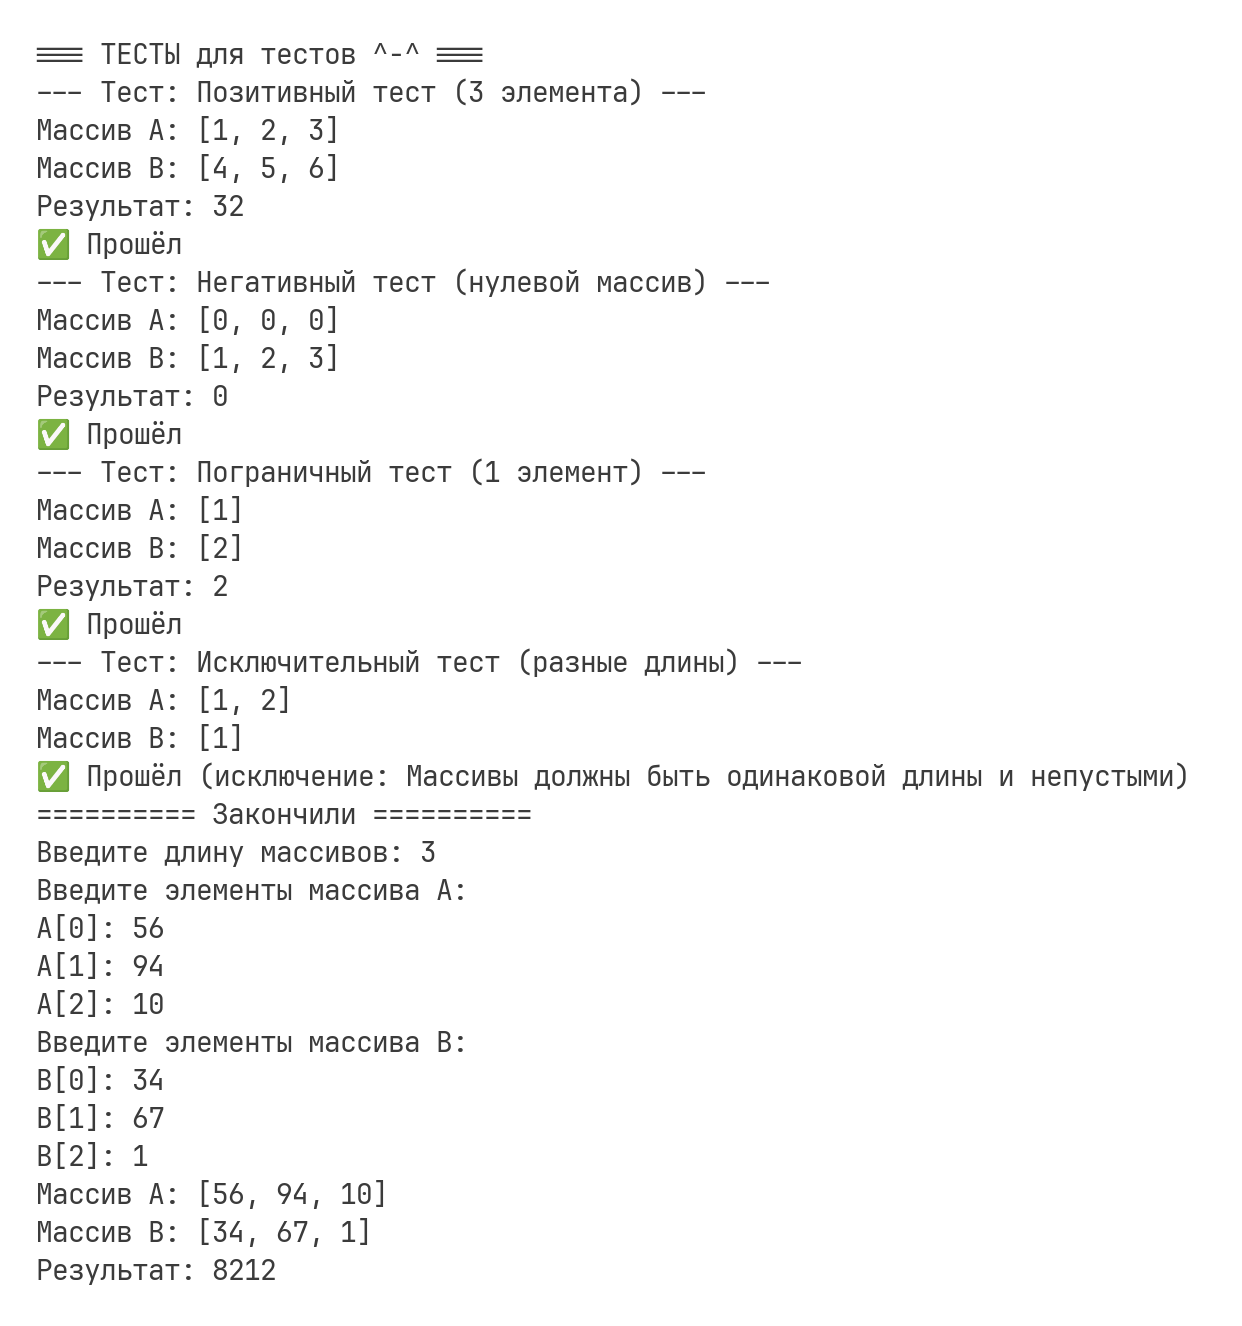 === ТЕСТЫ для тестов ^-^ ===
--- Тест: Позитивный тест (3 элемента) ---
Массив A: [1, 2, 3]
Массив B: [4, 5, 6]
Результат: 32
✅ Прошёл
--- Тест: Негативный тест (нулевой массив) ---
Массив A: [0, 0, 0]
Массив B: [1, 2, 3]
Результат: 0
✅ Прошёл
--- Тест: Пограничный тест (1 элемент) ---
Массив A: [1]
Массив B: [2]
Результат: 2
✅ Прошёл
--- Тест: Исключительный тест (разные длины) ---
Массив A: [1, 2]
Массив B: [1]
✅ Прошёл (исключение: Массивы должны быть одинаковой длины и непустыми)
========== Закончили ==========
Введите длину массивов: 3
Введите элементы массива A:
A[0]: 56
A[1]: 94
A[2]: 10
Введите элементы массива B:
B[0]: 34
B[1]: 67
B[2]: 1
Массив A: [56, 94, 10]
Массив B: [34, 67, 1]
Результат: 8212